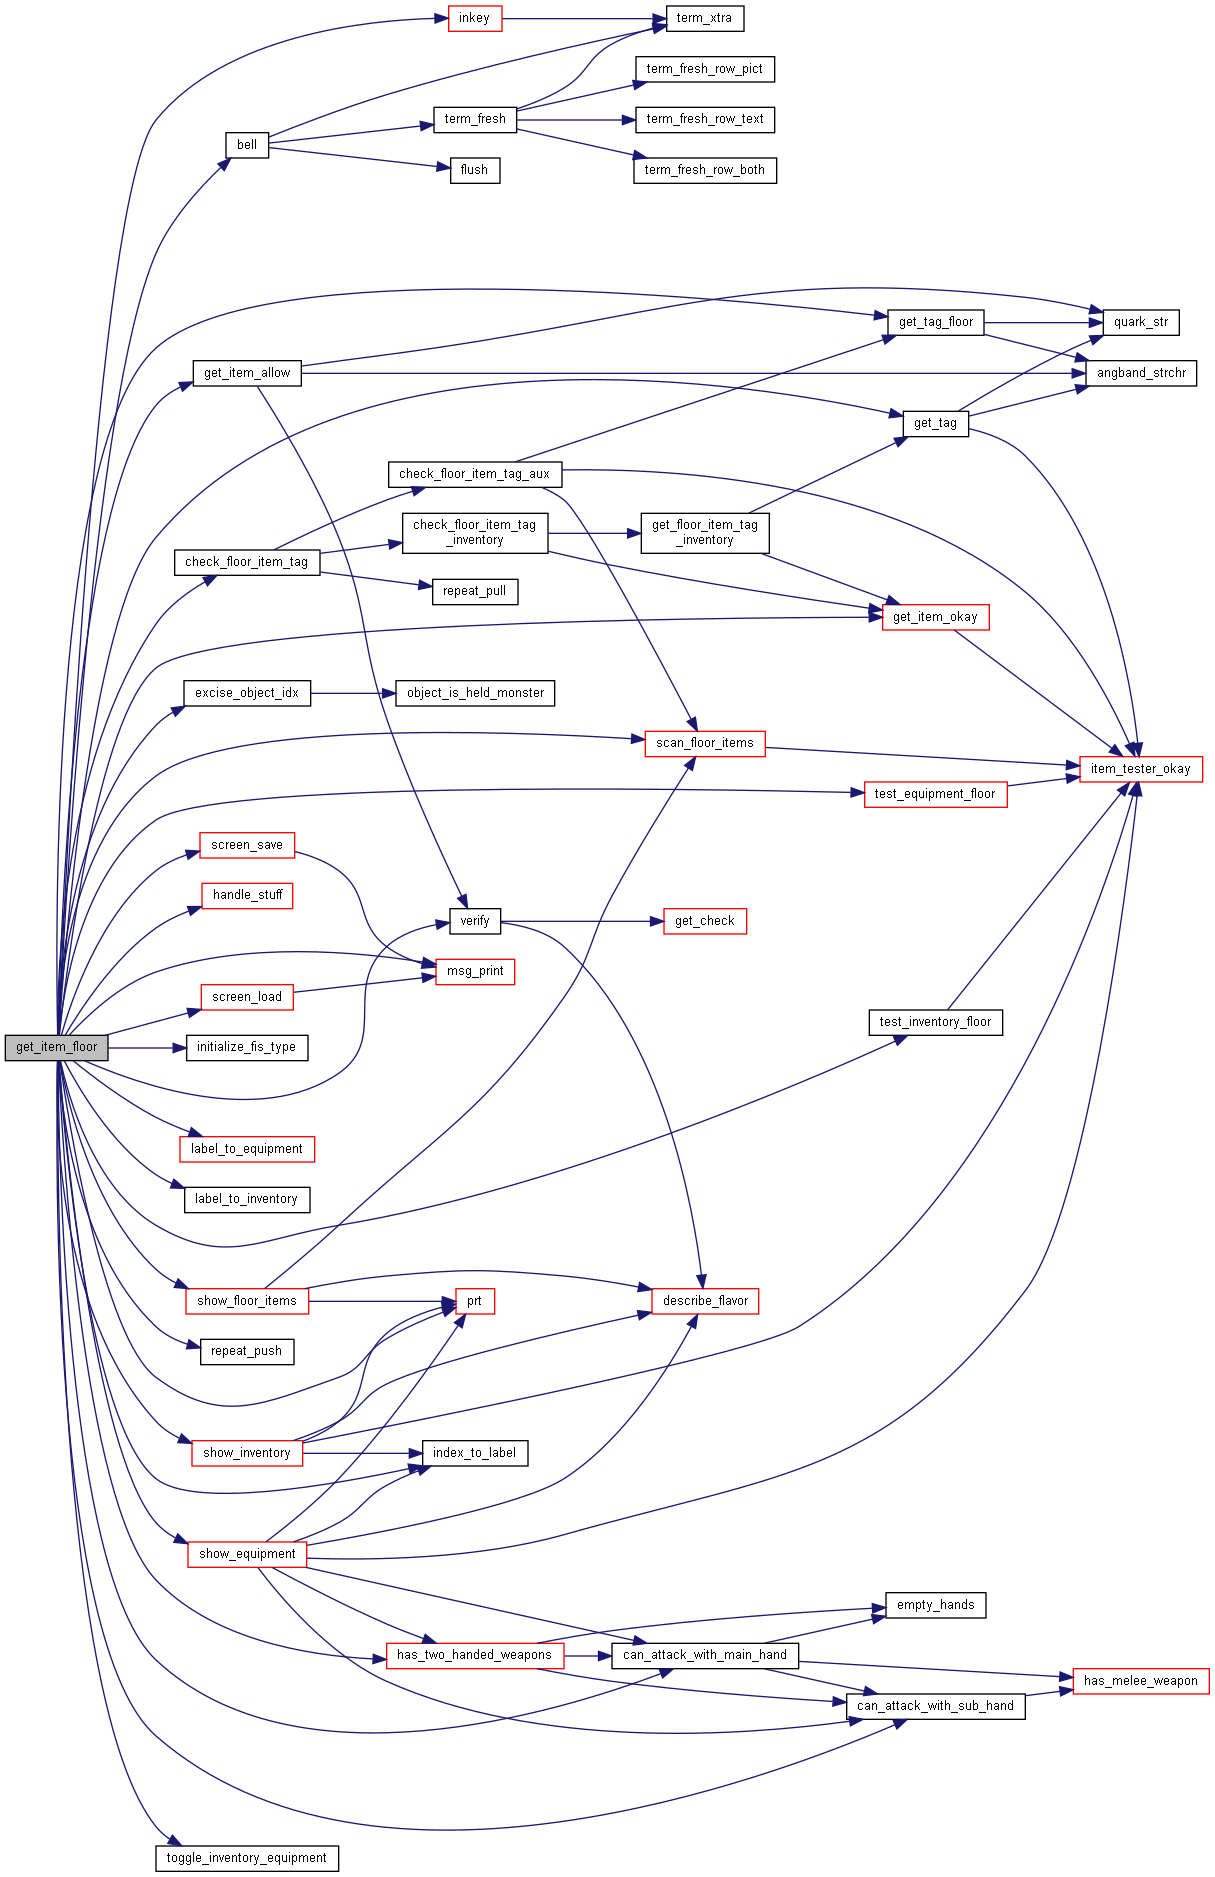 inkey
term_xtra
term_fresh_row_pict
term_fresh
term_fresh_row_text
bell
flush
term_fresh_row_both
get_tag_floor
quark_str
get_item_allow
angband_strchr
get_tag
check_floor_item_tag_aux
check_floor_item_tag
_inventory
get_floor_item_tag
_inventory
check_floor_item_tag
repeat_pull
get_item_okay
excise_object_idx
object_is_held_monster
scan_floor_items
item_tester_okay
test_equipment_floor
screen_save
handle_stuff
verify
get_check
msg_print
screen_load
test_inventory_floor
get_item_floor
initialize_fis_type
label_to_equipment
label_to_inventory
show_floor_items
prt
describe_flavor
repeat_push
show_inventory
index_to_label
show_equipment
empty_hands
has_two_handed_weapons
can_attack_with_main_hand
has_melee_weapon
can_attack_with_sub_hand
toggle_inventory_equipment